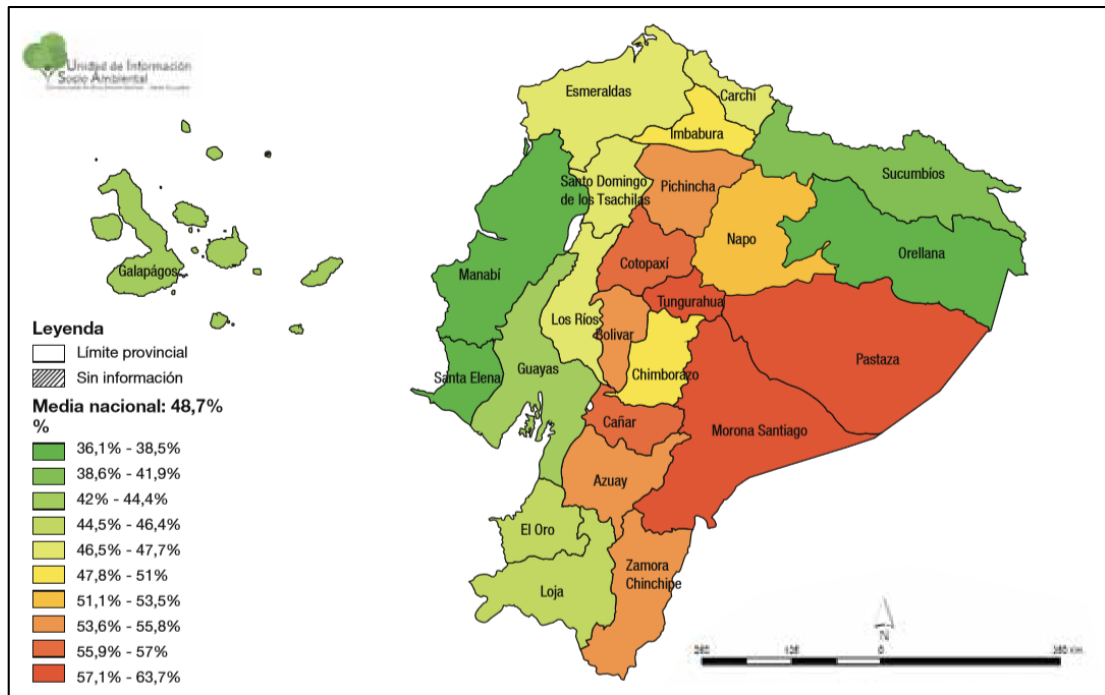 Unidad de Información
Socio Ambiental
Esmeraldas
Carchi
Imbabura
Santo Domingo
de los Tsachilas
Pichincha
Sucumbíos
Napo
Orellana
Manabí
Cotopaxí
Galapágos
Tungurahua
Los Ríos
Bolivar
Pastaza
Guayas
Chimborazo
Santa Elena
Cañar
Morona Santiago
Azuay
El Oro
Zamora
Chinchipe
Loja
Leyenda
Límite provincial
Sin información
Media nacional: 48,7%
%
36,1% - 38,5%
38,6% - 41,9%
42% - 44,4%
44,5% - 46,4%
46,5% - 47,7%
47,8% - 51%
51,1% - 53,5%
53,6% - 55,8%
55,9% - 57%
57,1% - 63,7%
N
0